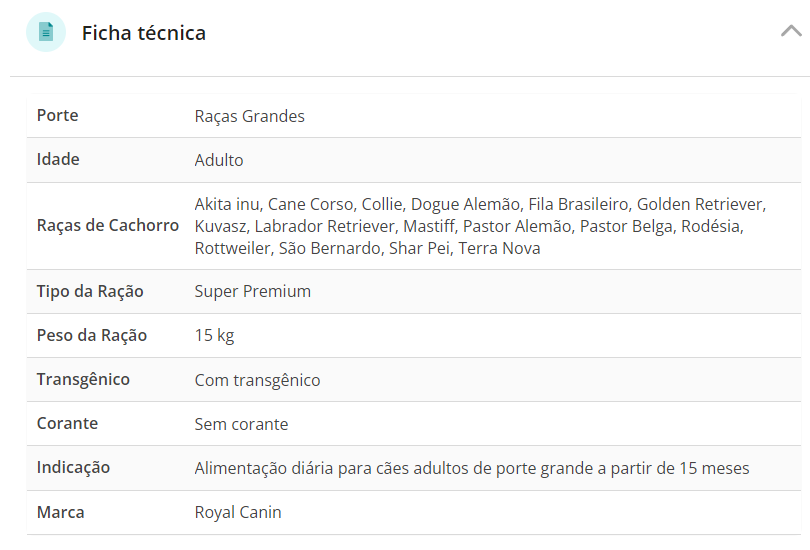 Ficha técnica
Porte
Raças Grandes
Idade
Adulto
Raças de Cachorro
Akita inu, Cane Corso, Collie, Dogue Alemão, Fila Brasileiro, Golden Retriever,
Kuvasz, Labrador Retriever, Mastiff, Pastor Alemão, Pastor Belga, Rodésia,
Rottweiler, São Bernardo, Shar Pei, Terra Nova
Tipo da Ração
Super Premium
Peso da Ração
15 kg
Transgênico
Com transgênico
Corante
Sem corante
Indicação
Alimentação diária para cães adultos de porte grande a partir de 15 meses
Marca
Royal Canin